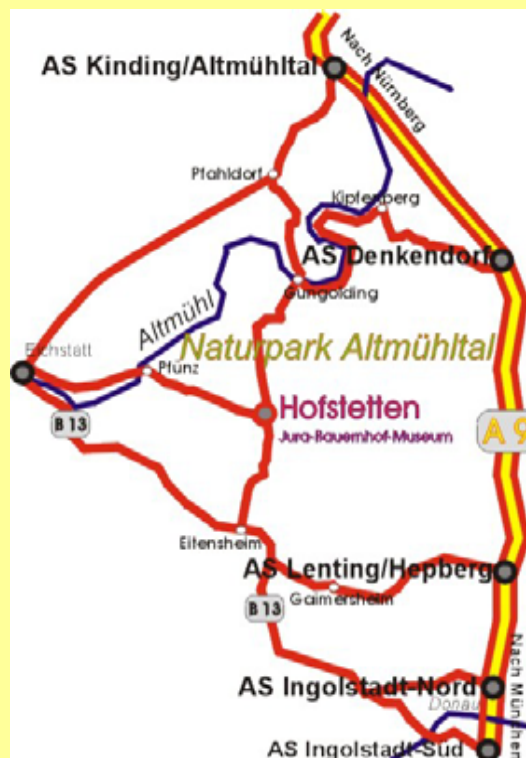 Nach Nürnberg
AS Kinding/Altmühltal
Pfahldorf
Kipfenberg
AS Denkendorf
Gungolding
Altmühl
Naturpark Altmühltal
Eichstätt
Pfünz
Hofstetten
Jura-Bauernhof-Museum
B 13
A 9
Eitensheim
AS Lenting/Hepberg
Gaimersheim
B 13
Nach München
AS Ingolstadt-Nord
Donau
AS Ingolstadt-Süd